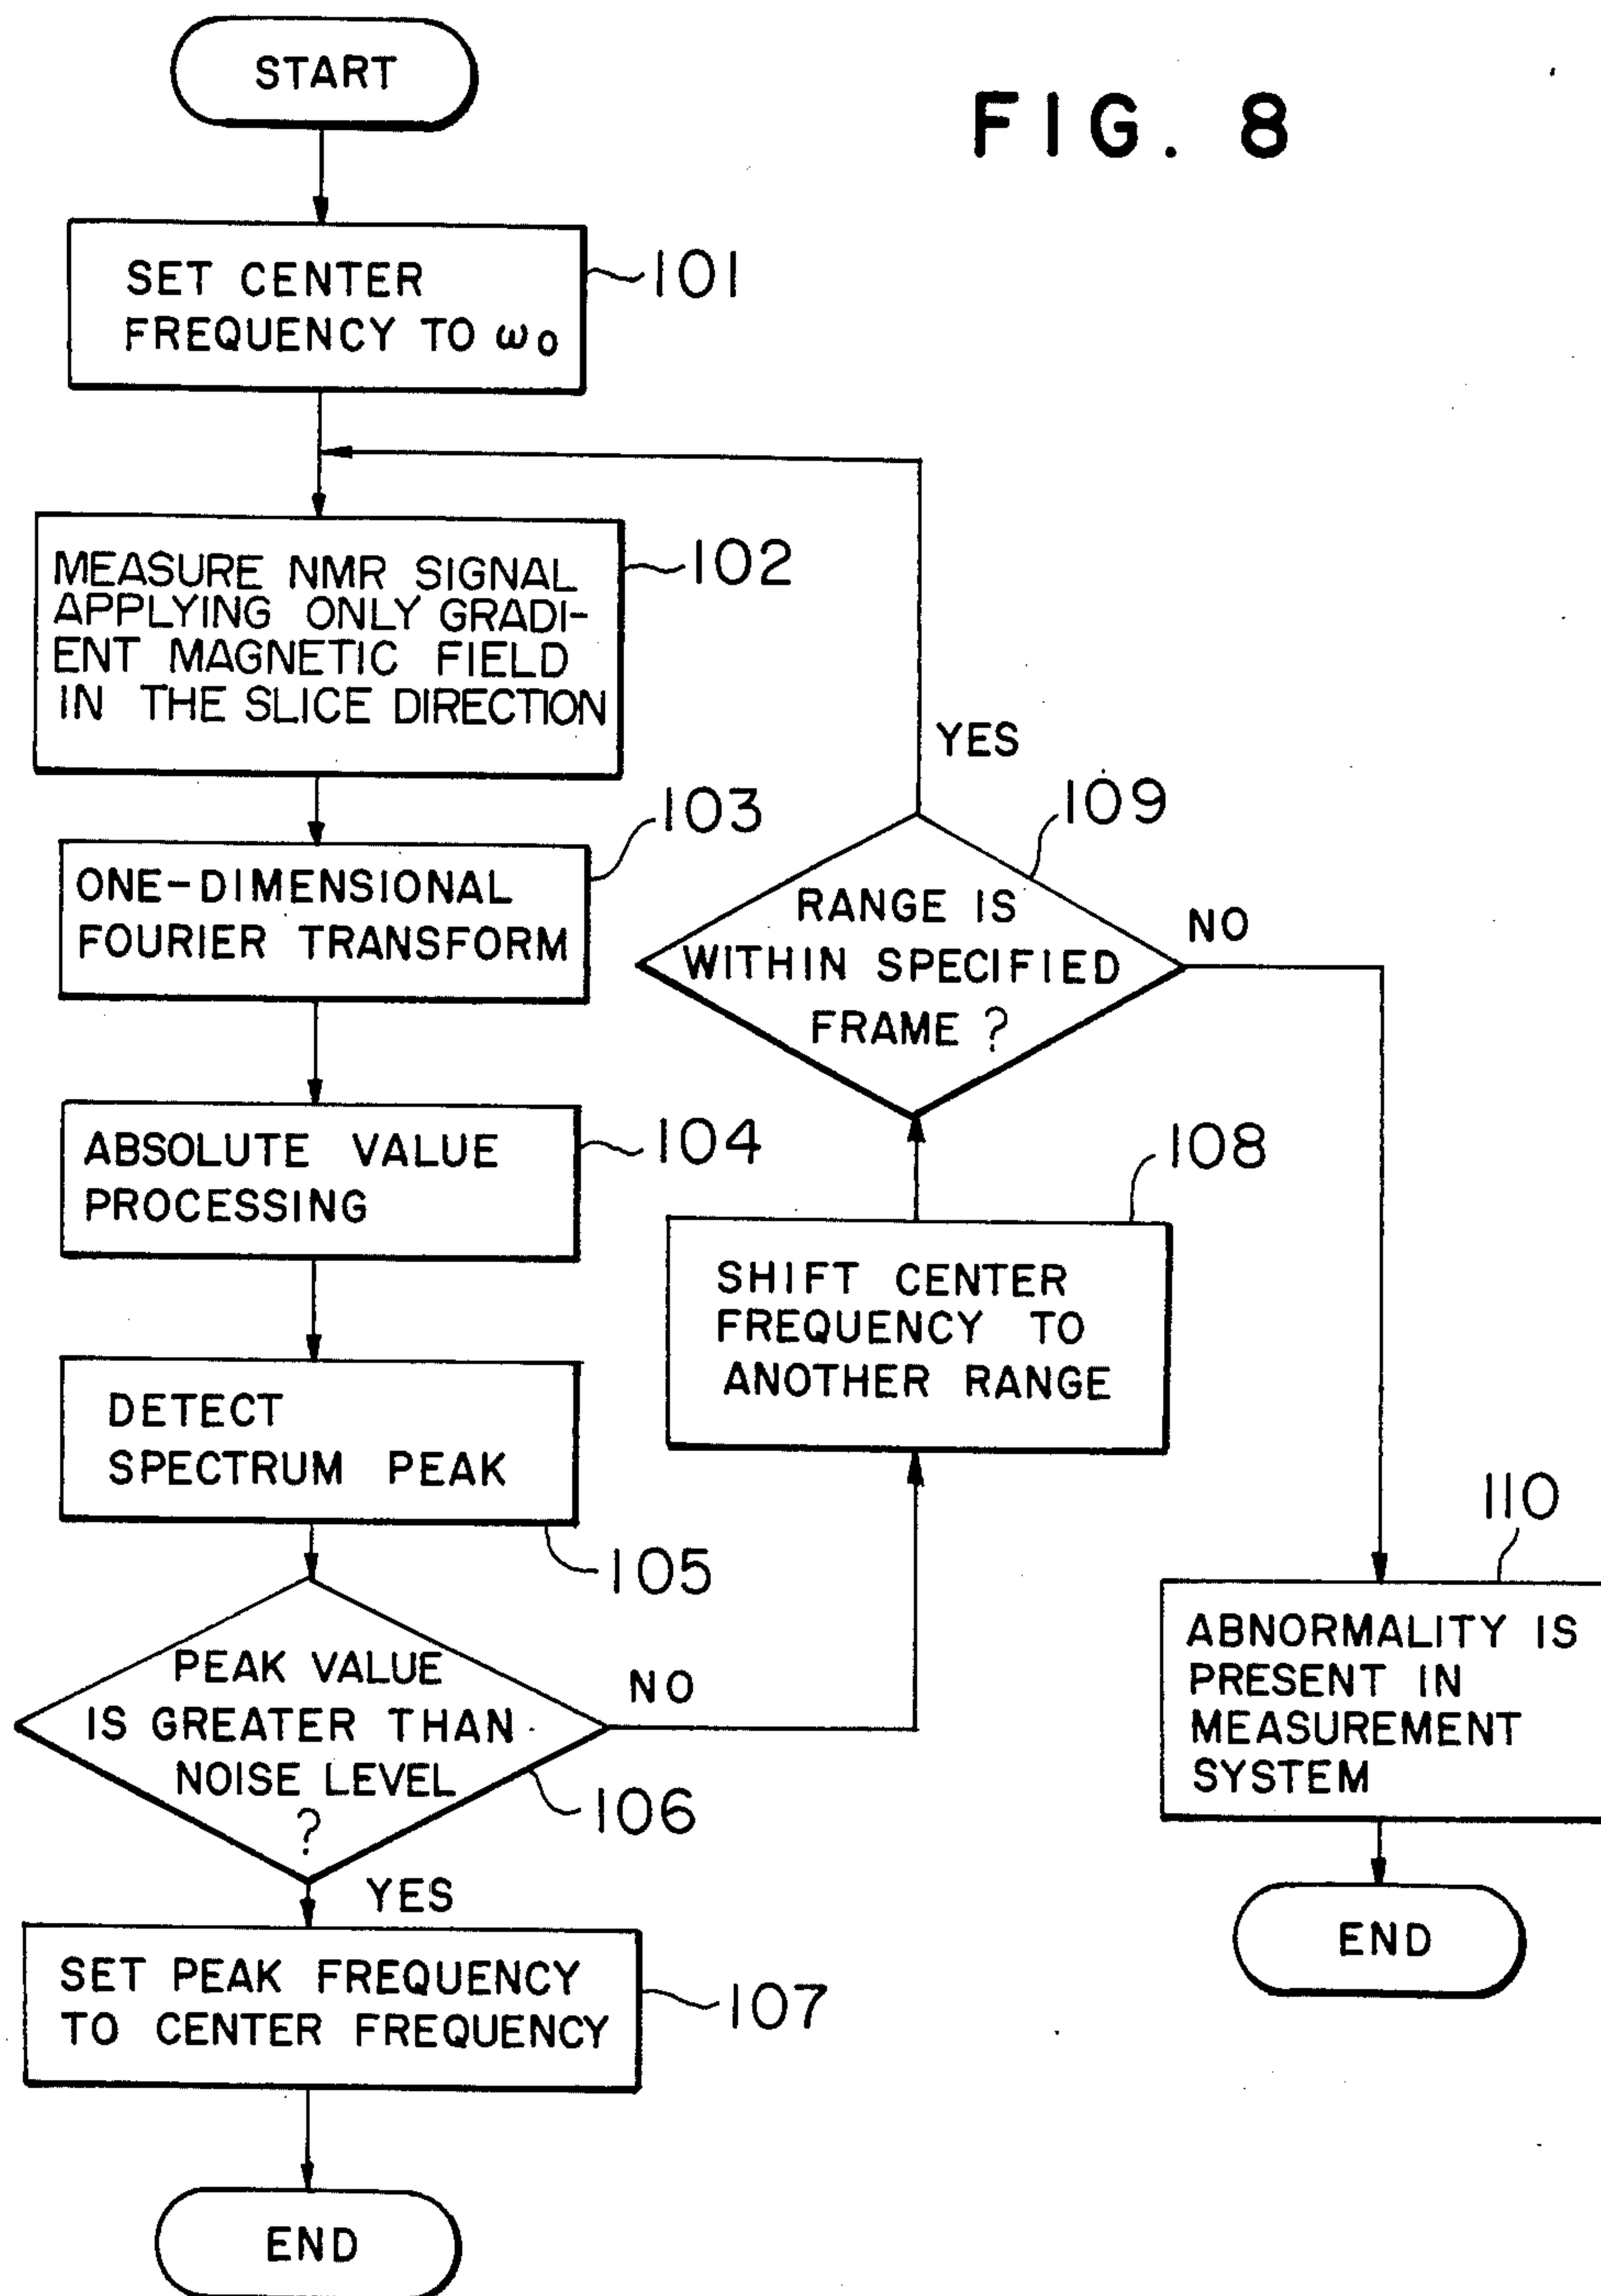 START
FIG. 8
SET CENTER
FREQUENCY TO ω0
101
MEASURE NMR SIGNAL
APPLYING ONLY GRADI-
ENT MAGNETIC FIELD
IN THE SLICE DIRECTION
102
ONE-DIMENSIONAL
FOURIER TRANSFORM
103
ABSOLUTE VALUE
PROCESSING
104
DETECT
SPECTRUM PEAK
105
PEAK VALUE
IS GREATER THAN
NOISE LEVEL
?
106
NO
YES
SET PEAK FREQUENCY
TO CENTER FREQUENCY
107
END
SHIFT CENTER
FREQUENCY TO
ANOTHER RANGE
108
RANGE IS
WITHIN SPECIFIED
FRAME ?
109
YES
NO
110
ABNORMALITY IS
PRESENT IN
MEASUREMENT
SYSTEM
END